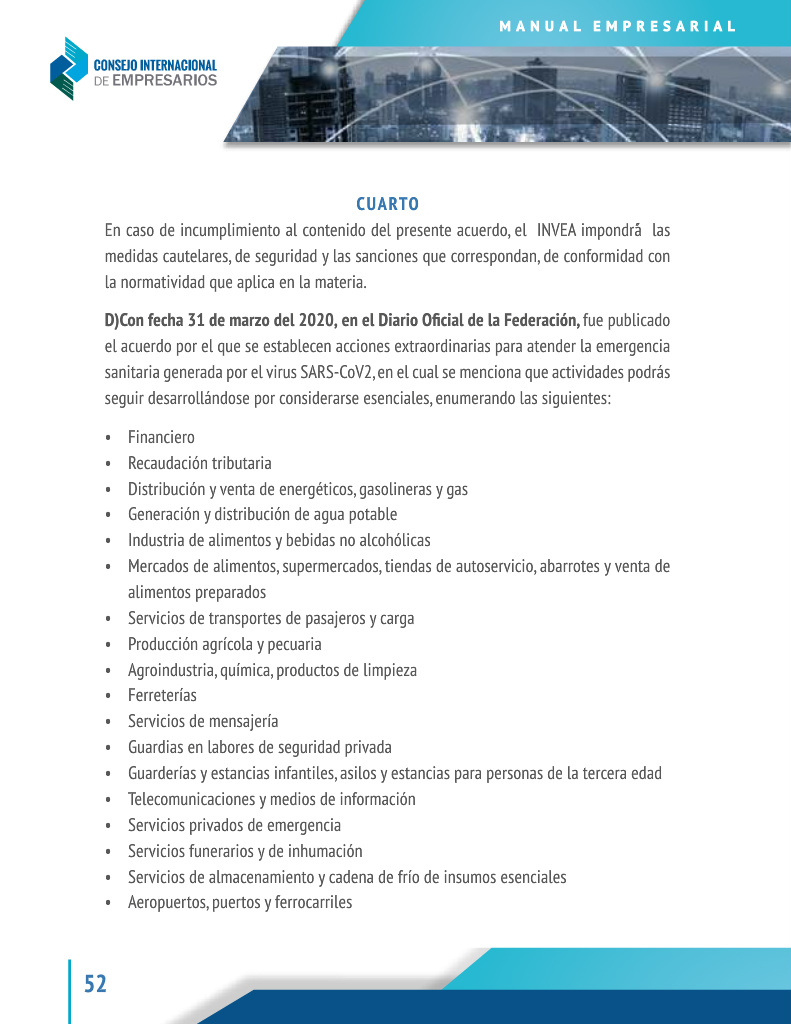 MANUAL EMPRESARIAL
CONSEJO INTERNACIONAL
DE EMPRESARIOS
CUARTO
En caso de incumplimiento al contenido del presente acuerdo, el INVEA impondrá las
medidas cautelares, de seguridad y las sanciones que correspondan, de conformidad con
la normatividad que aplica en la materia.
D)Con fecha 31 de marzo del 2020, en el Diario Oficial de la Federación, fue publicado
el acuerdo por el que se establecen acciones extraordinarias para atender la emergencia
sanitaria generada por el virus SARS-CoV2, en el cual se menciona que actividades podrás
seguir desarrollándose por considerarse esenciales, enumerando las siguientes:
• Financiero
• Recaudación tributaria
• Distribución y venta de energéticos, gasolineras y gas
• Generación y distribución de agua potable
• Industria de alimentos y bebidas no alcohólicas
• Mercados de alimentos, supermercados, tiendas de autoservicio, abarrotes y venta de
alimentos preparados
• Servicios de transportes de pasajeros y carga
• Producción agrícola y pecuaria
• Agroindustria, química, productos de limpieza
• Ferreterías
• Servicios de mensajería
• Guardias en labores de seguridad privada
• Guarderías y estancias infantiles, asilos y estancias para personas de la tercera edad
• Telecomunicaciones y medios de información
• Servicios privados de emergencia
• Servicios funerarios y de inhumación
• Servicios de almacenamiento y cadena de frío de insumos esenciales
• Aeropuertos, puertos y ferrocarriles
52